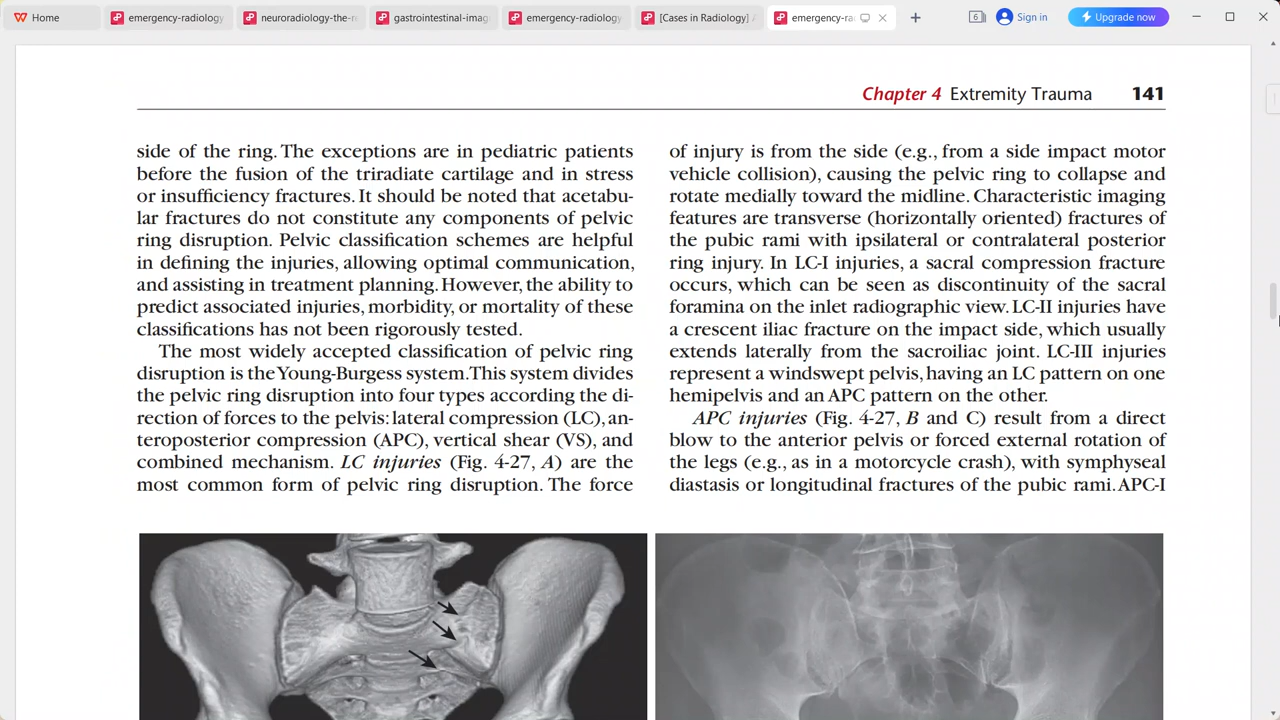 Home
emergency-radiology
neuroradiology-the-r
gastrointestinal-imag
emergency-radiology
[Cases in Radiology]
emergency-ra
6
Sign in
Upgrade now
Chapter 4 Extremity Trauma 141
side of the ring. The exceptions are in pediatric patients
before the fusion of the triradiate cartilage and in stress
or insufficiency fractures. It should be noted that acetabu-
lar fractures do not constitute any components of pelvic
ring disruption. Pelvic classification schemes are helpful
in defining the injuries, allowing optimal communication,
and assisting in treatment planning. However, the ability to
predict associated injuries, morbidity, or mortality of these
classifications has not been rigorously tested.
The most widely accepted classification of pelvic ring
disruption is the Young-Burgess system. This system divides
the pelvic ring disruption into four types according the di-
rection of forces to the pelvis: lateral compression (LC), an-
teroposterior compression (APC), vertical shear (VS), and
combined mechanism. LC injuries (Fig. 4-27, A) are the
most common form of pelvic ring disruption. The force
of injury is from the side (e.g., from a side impact motor
vehicle collision), causing the pelvic ring to collapse and
rotate medially toward the midline. Characteristic imaging
features are transverse (horizontally oriented) fractures of
the pubic rami with ipsilateral or contralateral posterior
ring injury. In LC-I injuries, a sacral compression fracture
occurs, which can be seen as discontinuity of the sacral
foramina on the inlet radiographic view. LC-II injuries have
a crescent iliac fracture on the impact side, which usually
extends laterally from the sacroiliac joint. LC-III injuries
represent a windswept pelvis, having an LC pattern on one
hemipelvis and an APC pattern on the other.
APC injuries (Fig. 4-27, B and C) result from a direct
blow to the anterior pelvis or forced external rotation of
the legs (e.g., as in a motorcycle crash), with symphyseal
diastasis or longitudinal fractures of the pubic rami. APC-I